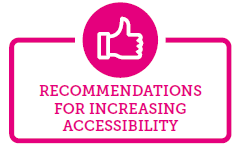 RECOMMENDATIONS
FOR INCREASING
ACCESSIBILITY